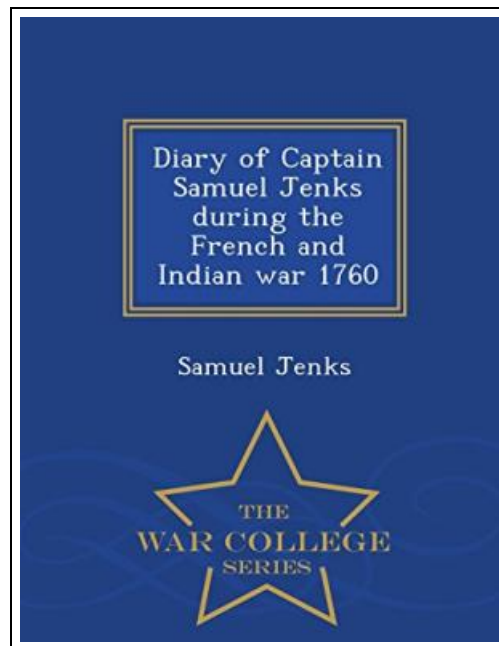 Diary of Captain
Samuel Jenks
during the
French and
Indian war 1760
Samuel Jenks
THE
WAR COLLEGE
SERIES